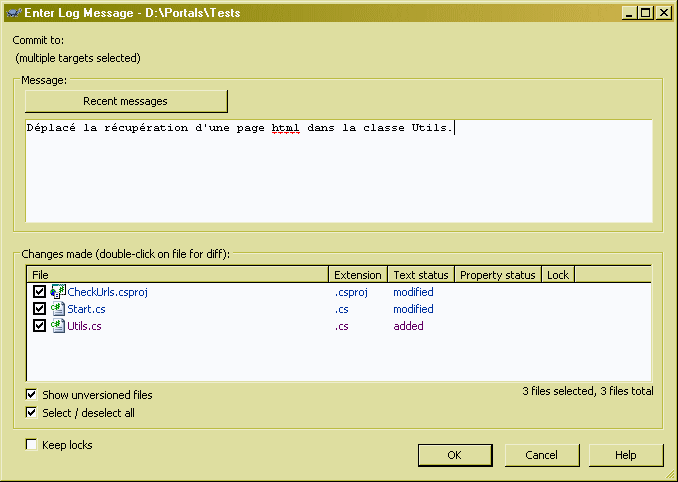 Enter Log Message - D:\Portals\Tests
Commit to:
(multiple targets selected)
Message:
Recent messages
Déplacé la récupération d'une page html dans la classe Utils.
Changes made (double-click on file for diff):
File Extension Text status Property status Lock
CheckUrls.csproj .csproj modified
Start.cs .cs modified
Utils.cs .cs added
Show unversioned files
3 files selected, 3 files total
Select / deselect all
Keep locks
OK Cancel Help